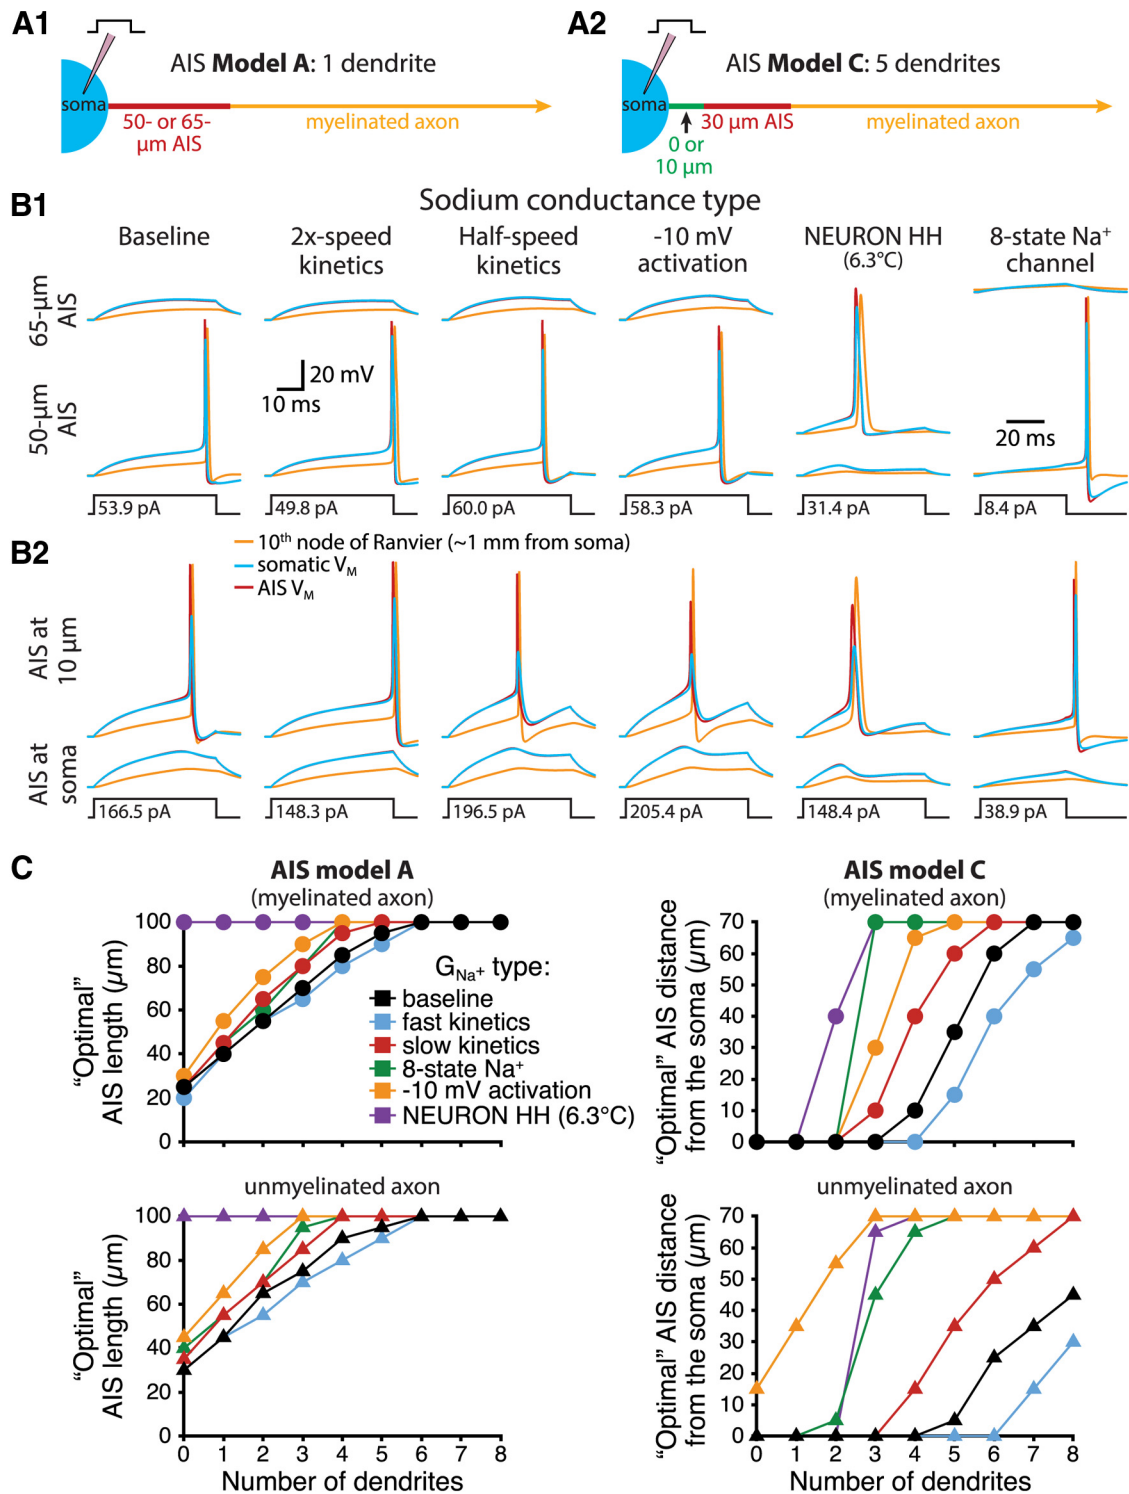 A1
AIS Model A: 1 dendrite
soma
50- or 65-
μm AIS
myelinated axon
A2
AIS Model C: 5 dendrites
soma
30 μm AIS
myelinated axon
0 or
10 μm
B1
Sodium conductance type
Baseline
2x-speed
kinetics
Half-speed
kinetics
-10 mV
activation
NEURON HH
(6.3°C)
8-state Na+
channel
65-μm
AIS
50-μm
AIS
20 mV
10 ms
20 ms
53.9 pA
49.8 pA
60.0 pA
58.3 pA
31.4 pA
8.4 pA
B2
10th node of Ranvier (~1 mm from soma)
somatic VM
AIS VM
AIS at
10 μm
AIS at
soma
166.5 pA
148.3 pA
196.5 pA
205.4 pA
148.4 pA
38.9 pA
C
AIS model A
(myelinated axon)
"Optimal"
AIS length (μm)
100
80
60
40
20
0
GNa+ type:
baseline
fast kinetics
slow kinetics
8-state Na+
-10 mV activation
NEURON HH (6.3°C)
AIS model C
(myelinated axon)
"Optimal" AIS distance
from the soma (μm)
70
60
50
40
30
20
10
0
unmyelinated axon
"Optimal"
AIS length (μm)
100
80
60
40
20
0
0 1 2 3 4 5 6 7 8
Number of dendrites
unmyelinated axon
"Optimal" AIS distance
from the soma (μm)
70
60
50
40
30
20
10
0
0 1 2 3 4 5 6 7 8
Number of dendrites